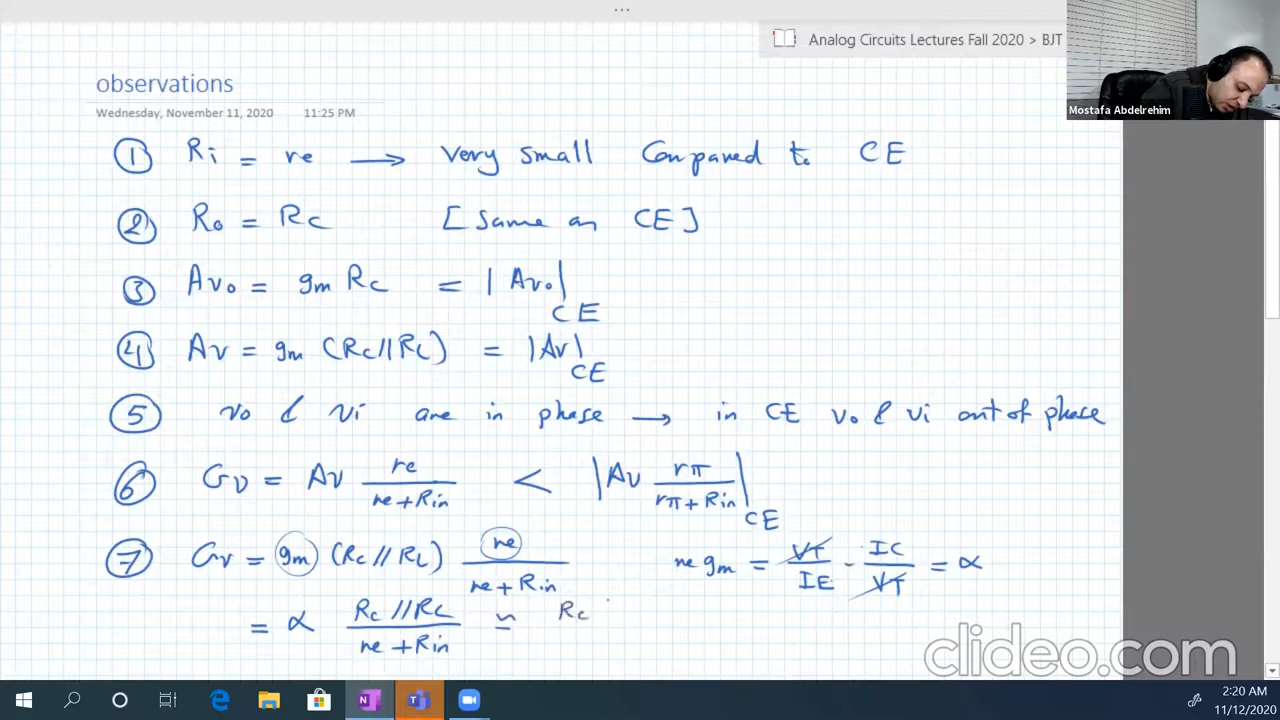 Analog Circuits Lectures Fall 2020 > BJT
Mostafa Abdelrehim
observations
Wednesday, November 11, 2020 11:25 PM
① Ri = re → very small Compared to CE
② Ro = Rc [Same as CE]
③ Avo = gm Rc = |Avo|CE
④ Av = gm (Rc//RL) = |Av|CE
⑤ vo & vi are in phase → in CE vo & vi out of phase
⑥ Gv = Av re/(re+Rin) < |Av rπ/(rπ+Rin)|CE
⑦ Gv = gm (Rc//RL) re/(re+Rin) re gm = VT/IE · IC/VT = α
= α Rc//RL/(re+Rin) ≃ Rc
clideo.com
2:20 AM
11/12/2020